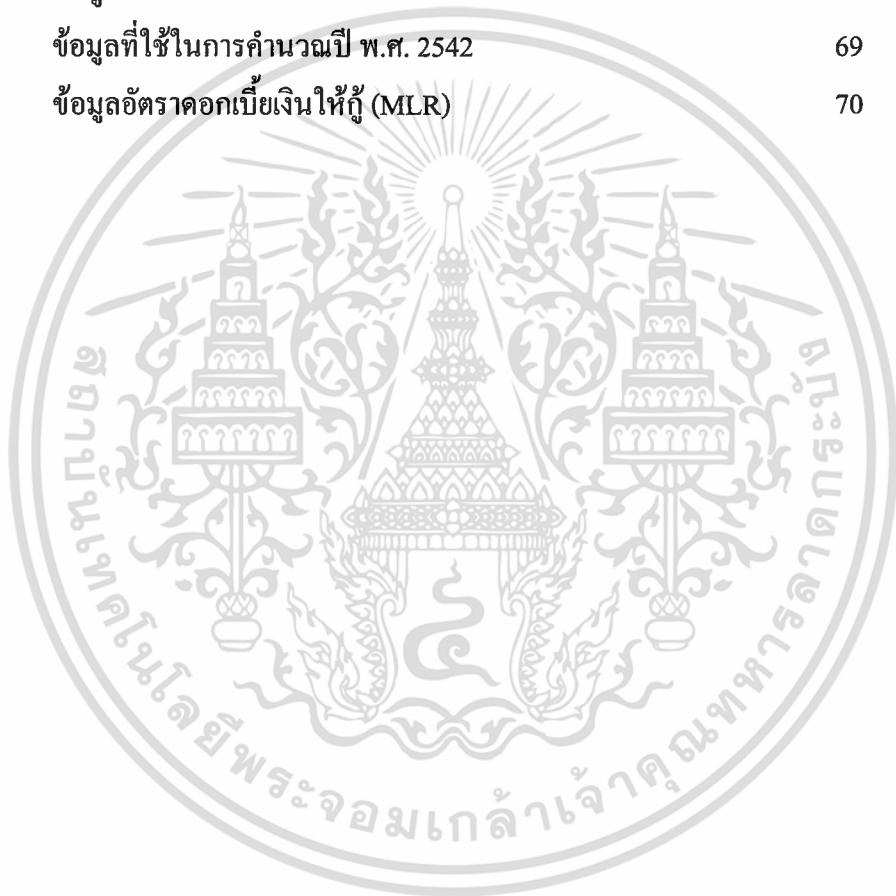 ข้อมูลที่ใช้ในการคำนวณปี พ.ศ. 2542 69
ข้อมูลอัตราดอกเบี้ยเงินให้กู้ (MLR) 70
สถาบันเทคโนโลยีพระจอมเกล้าเจ้าคุณทหารลาดกระบัง
๔